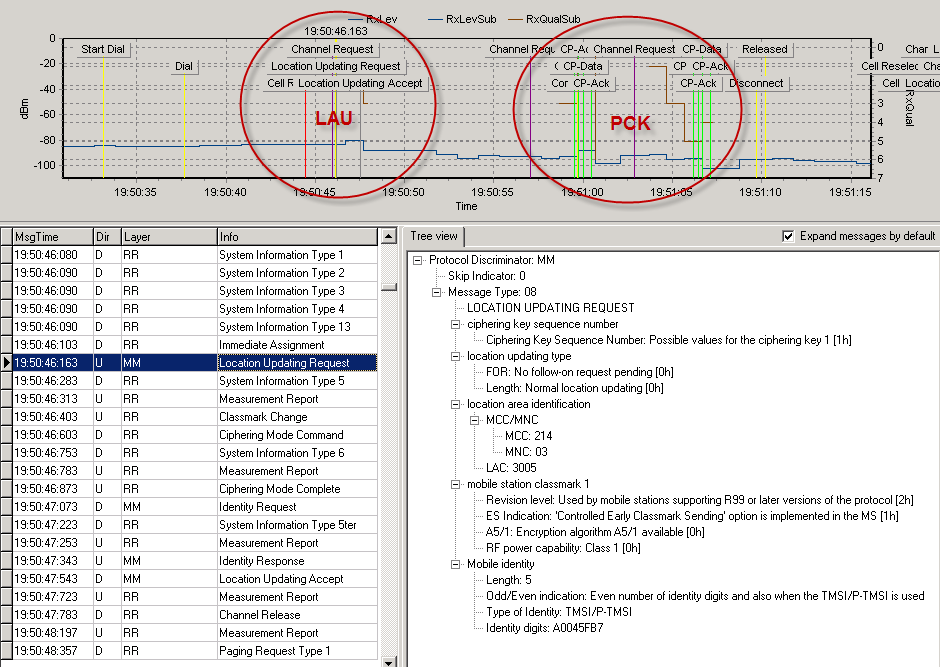 RxLev RxLevSub RxQualSub
19:50:46.163
Start Dial Channel Request Channel Requ CP-Ac Channel Request CP-Data Released Char L
Dial Location Updating Request CP-Data CP CP-Ack Cell Reselec Cha
Cell R Location Updating Accept Cor CP-Ack CP-Ack Disconnect Cell Locatio
LAU PCK
0 -20 -40 -60 -80 -100
dBm
0 3 4 5 6 7
RxQual
19:50:35 19:50:40 19:50:45 19:50:50 19:50:55 19:51:00 19:51:05 19:51:10 19:51:15
Time
MsgTime Dir Layer Info
19:50:46:080 D RR System Information Type 1
19:50:46:090 D RR System Information Type 2
19:50:46:090 D RR System Information Type 3
19:50:46:090 D RR System Information Type 4
19:50:46:090 D RR System Information Type 13
19:50:46:103 D RR Immediate Assignment
19:50:46:163 U MM Location Updating Request
19:50:46:283 D RR System Information Type 5
19:50:46:313 U RR Measurement Report
19:50:46:403 U RR Classmark Change
19:50:46:603 D RR Ciphering Mode Command
19:50:46:753 D RR System Information Type 6
19:50:46:783 U RR Measurement Report
19:50:46:873 U RR Ciphering Mode Complete
19:50:47:073 D MM Identity Request
19:50:47:223 D RR System Information Type 5ter
19:50:47:253 U RR Measurement Report
19:50:47:343 U MM Identity Response
19:50:47:543 D MM Location Updating Accept
19:50:47:723 U RR Measurement Report
19:50:47:783 D RR Channel Release
19:50:48:197 U RR Measurement Report
19:50:48:357 D RR Paging Request Type 1
Tree view Expand messages by default
Protocol Discriminator: MM
Skip Indicator: 0
Message Type: 08
LOCATION UPDATING REQUEST
ciphering key sequence number
Ciphering Key Sequence Number: Possible values for the ciphering key 1 [1h]
location updating type
FOR: No follow-on request pending [0h]
Length: Normal location updating [0h]
location area identification
MCC/MNC
MCC: 214
MNC: 03
LAC: 3005
mobile station classmark 1
Revision level: Used by mobile stations supporting R99 or later versions of the protocol [2h]
ES Indication: 'Controlled Early Classmark Sending' option is implemented in the MS [1h]
A5/1: Encryption algorithm A5/1 available [0h]
RF power capability: Class 1 [0h]
Mobile identity
Length: 5
Odd/Even indication: Even number of identity digits and also when the TMSI/P-TMSI is used
Type of Identity: TMSI/P-TMSI
Identity digits: A0045FB7